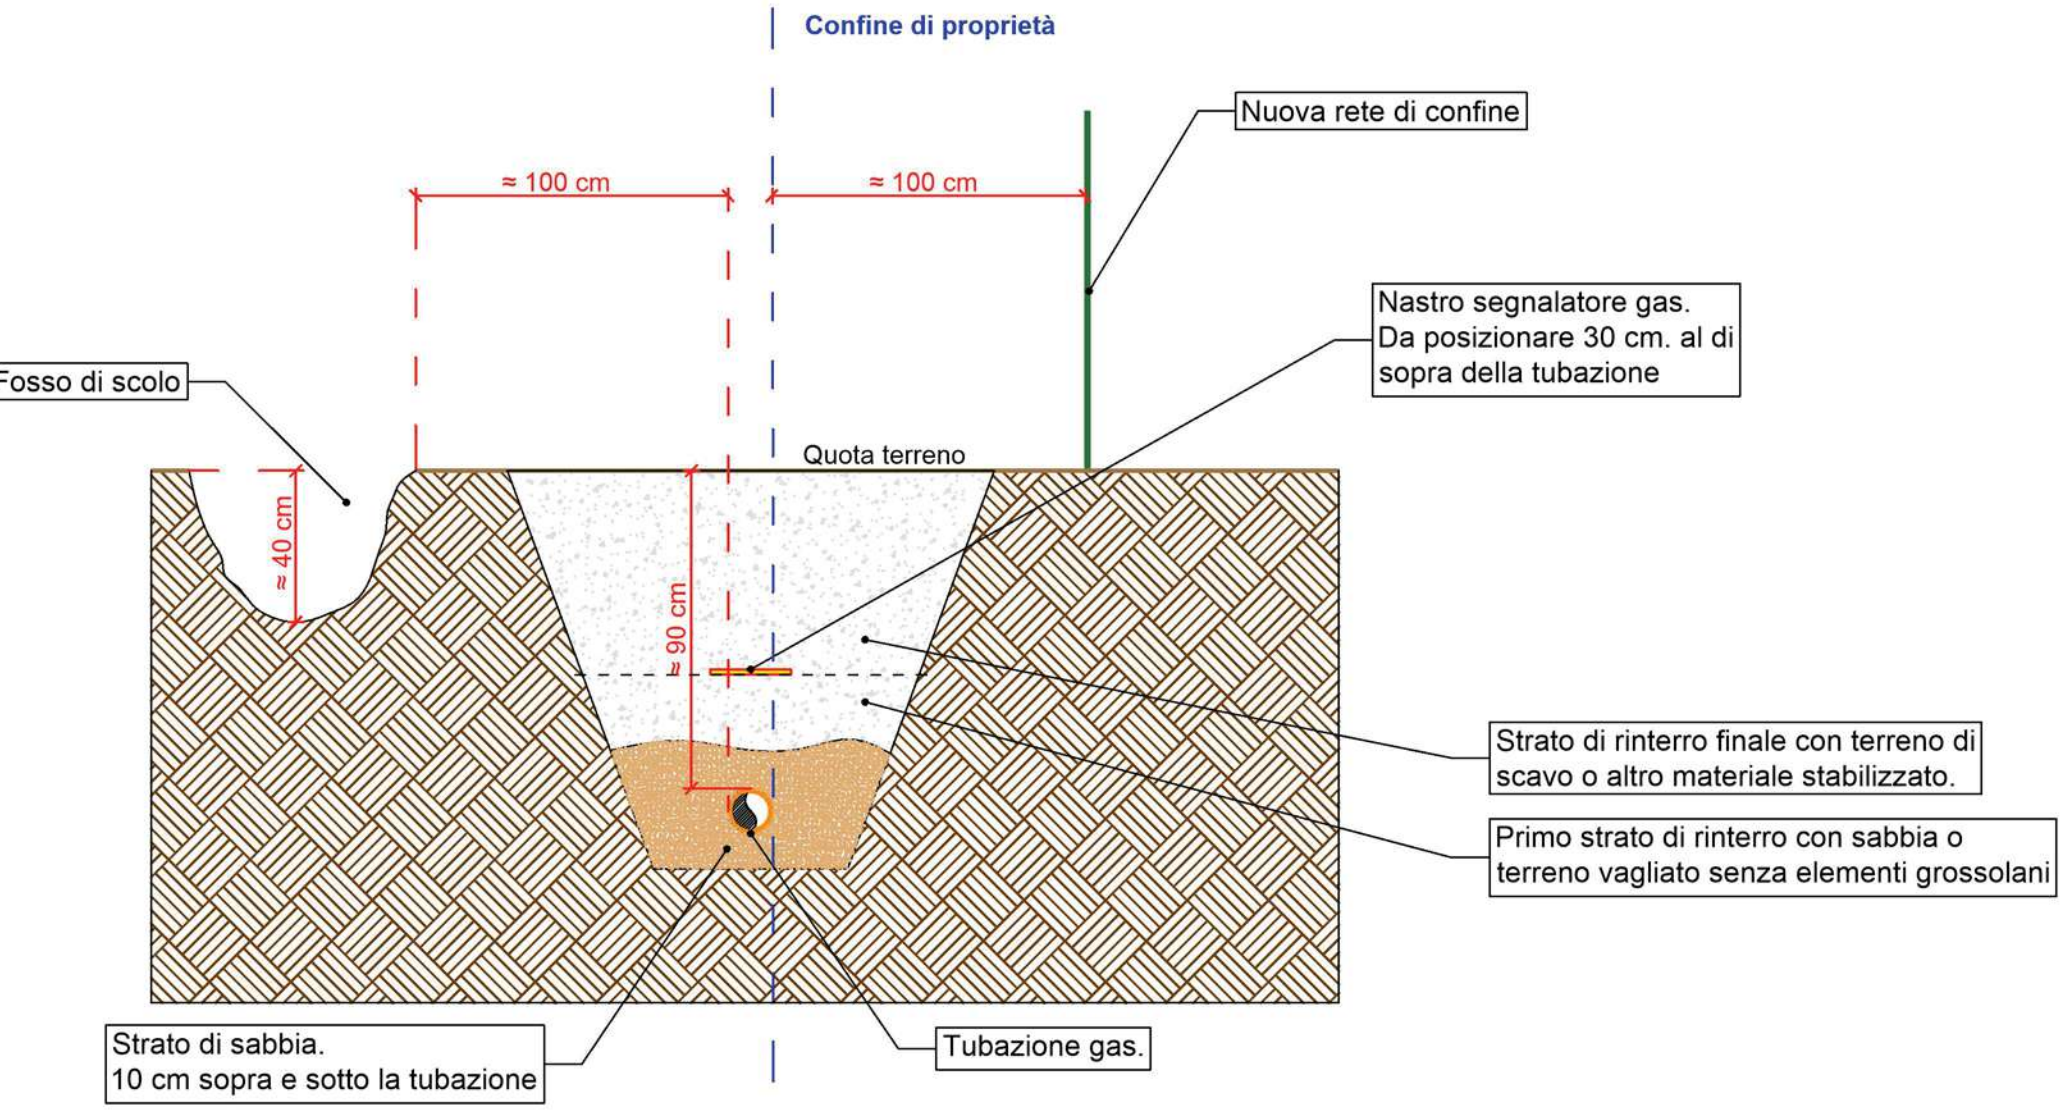 Confine di proprietà
Nuova rete di confine
≈ 100 cm
≈ 100 cm
Nastro segnalatore gas.
Da posizionare 30 cm. al di
sopra della tubazione
Fosso di scolo
Quota terreno
≈ 40 cm
≈ 90 cm
Strato di rinterro finale con terreno di
scavo o altro materiale stabilizzato.
Primo strato di rinterro con sabbia o
terreno vagliato senza elementi grossolani
Strato di sabbia.
10 cm sopra e sotto la tubazione
Tubazione gas.